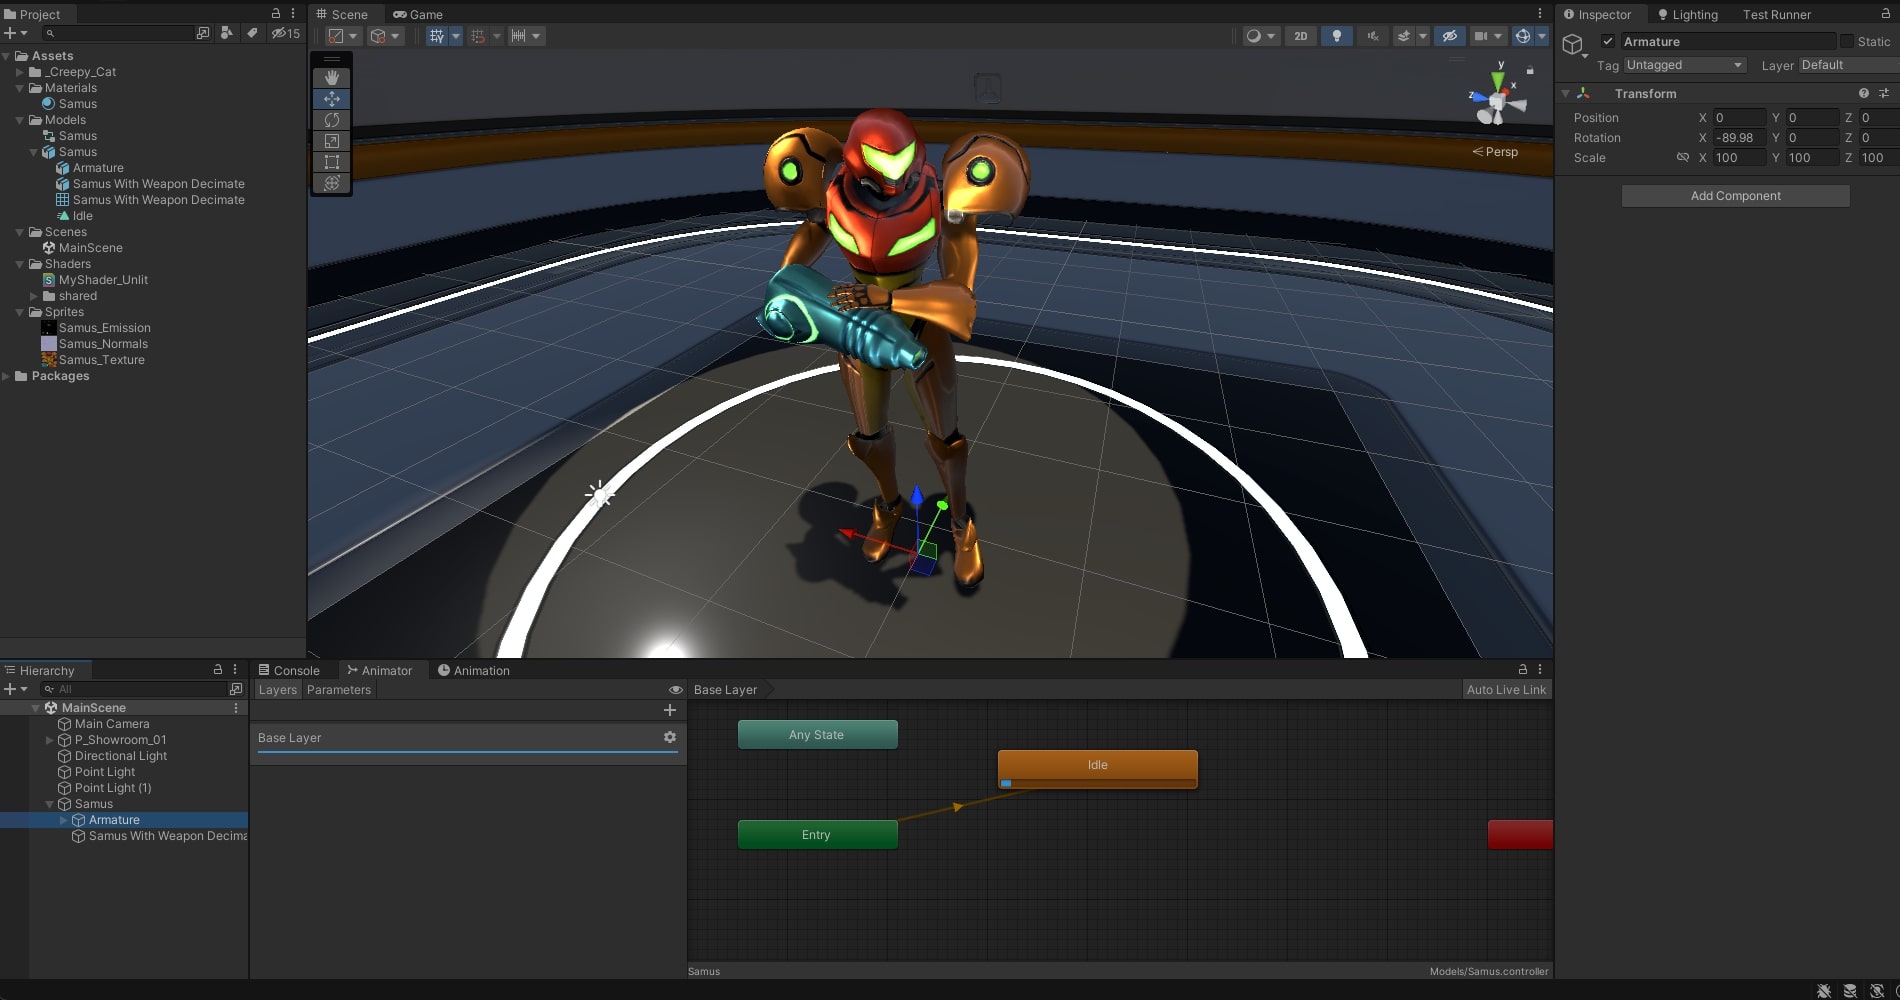 Project
15
Assets
_Creepy_Cat
Materials
Samus
Models
Samus
Samus
Armature
Samus With Weapon Decimate
Samus With Weapon Decimate
Idle
Scenes
MainScene
Shaders
MyShader_Unlit
shared
Sprites
Samus_Emission
Samus_Normals
Samus_Texture
Packages
Scene
Game
2D
y
x
z
Persp
Inspector
Lighting
Test Runner
Armature
Static
Tag
Untagged
Layer
Default
Transform
Position X 0 Y 0 Z 0
Rotation X -89.98 Y 0 Z 0
Scale X 100 Y 100 Z 100
Add Component
Hierarchy
All
MainScene
Main Camera
P_Showroom_01
Directional Light
Point Light
Point Light (1)
Samus
Armature
Samus With Weapon Decima
Console
Animator
Animation
Layers
Parameters
Base Layer
Auto Live Link
Base Layer
Any State
Idle
Entry
Samus
Models/Samus.controller